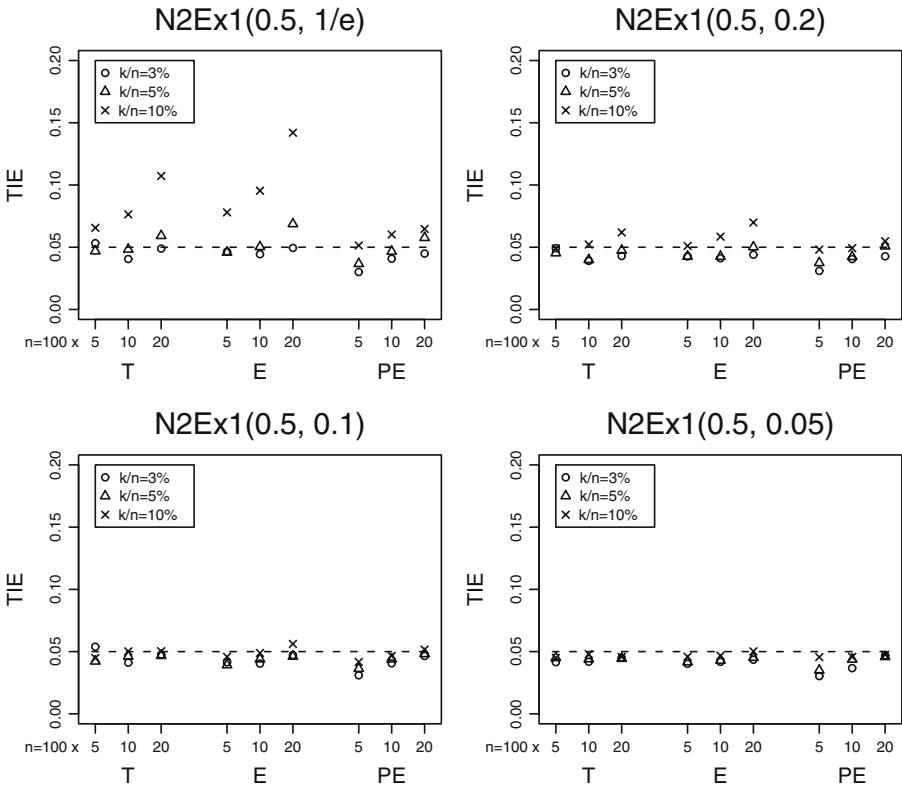 N2Ex1(0.5, 1/e)
TIE
0.20
0.15
0.10
0.05
0.00
k/n=3%
k/n=5%
k/n=10%
n=100 x 5 10 20 5 10 20 5 10 20
T E PE
N2Ex1(0.5, 0.2)
TIE
0.20
0.15
0.10
0.05
0.00
k/n=3%
k/n=5%
k/n=10%
n=100 x 5 10 20 5 10 20 5 10 20
T E PE
N2Ex1(0.5, 0.1)
TIE
0.20
0.15
0.10
0.05
0.00
k/n=3%
k/n=5%
k/n=10%
n=100 x 5 10 20 5 10 20 5 10 20
T E PE
N2Ex1(0.5, 0.05)
TIE
0.20
0.15
0.10
0.05
0.00
k/n=3%
k/n=5%
k/n=10%
n=100 x 5 10 20 5 10 20 5 10 20
T E PE